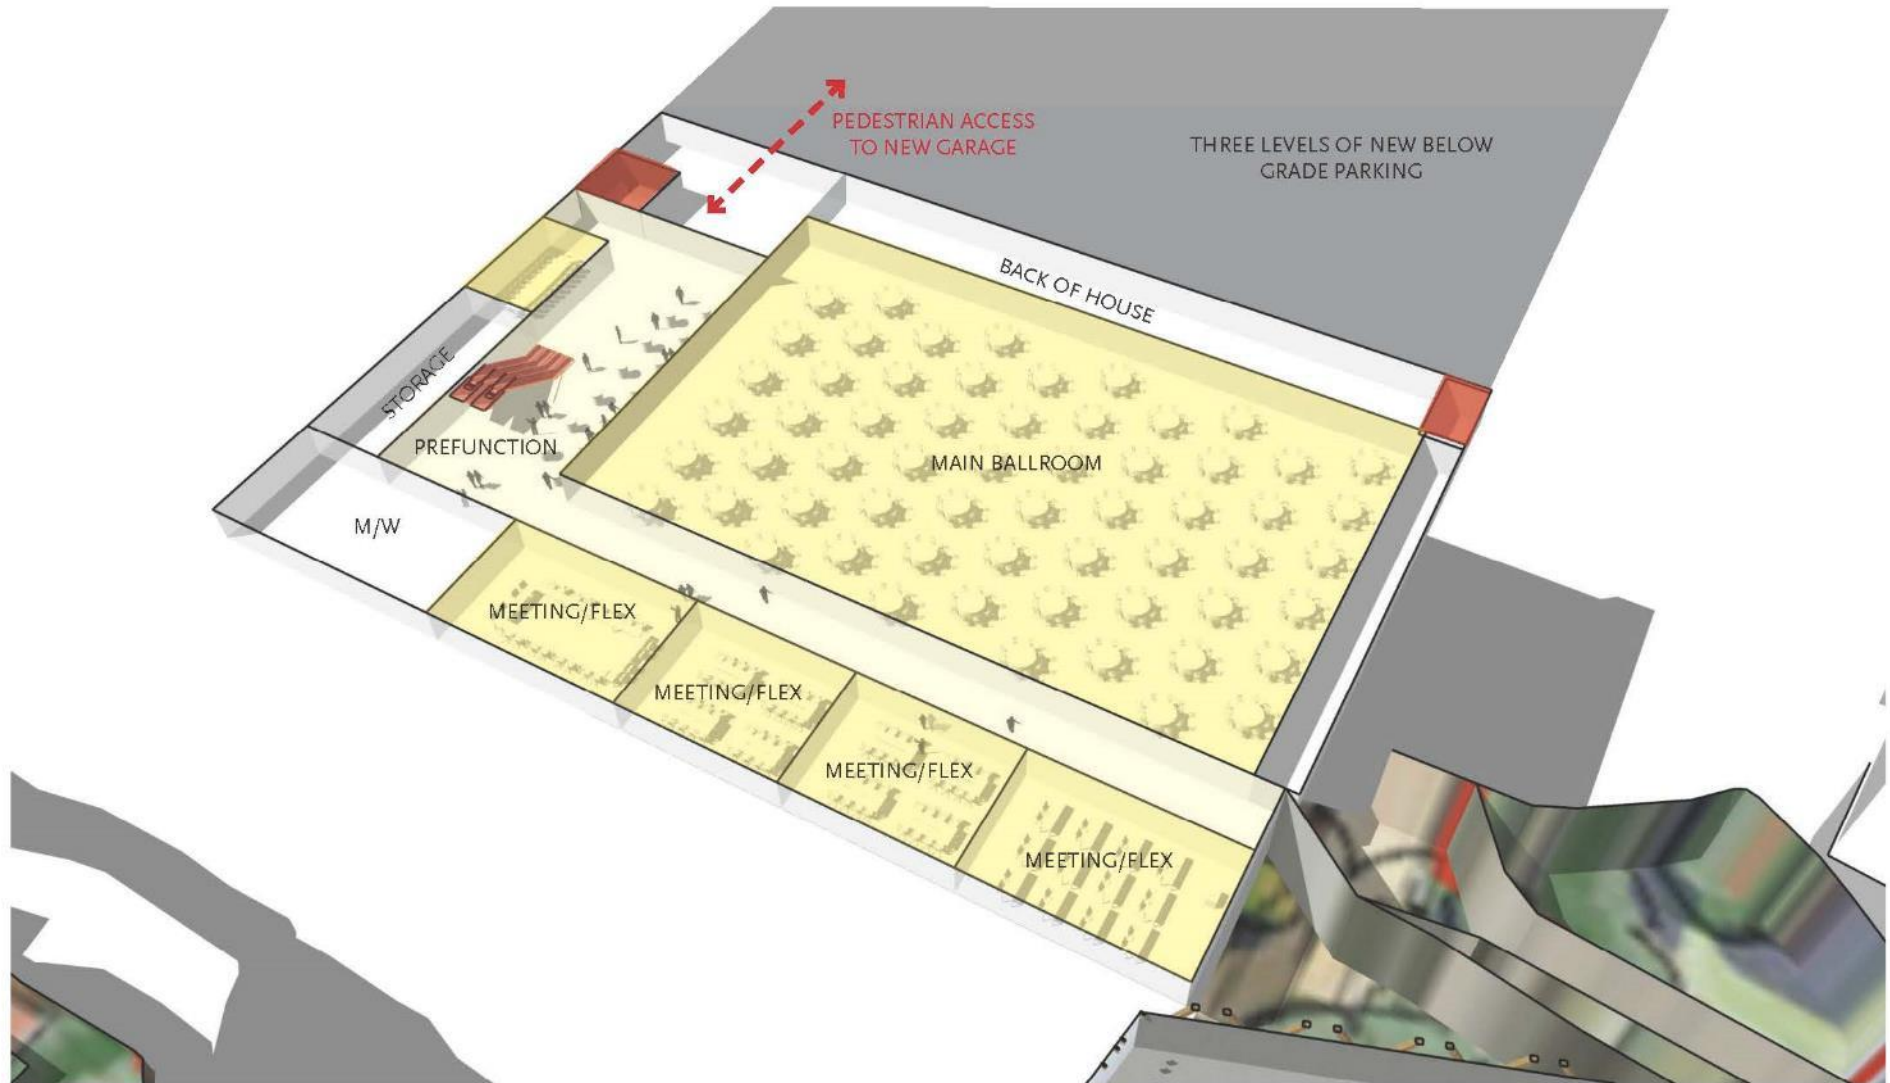 PEDESTRIAN ACCESS
TO NEW GARAGE
THREE LEVELS OF NEW BELOW
GRADE PARKING
BACK OF HOUSE
STORAGE
PREFUNCTION
MAIN BALLROOM
M/W
MEETING/FLEX
MEETING/FLEX
MEETING/FLEX
MEETING/FLEX